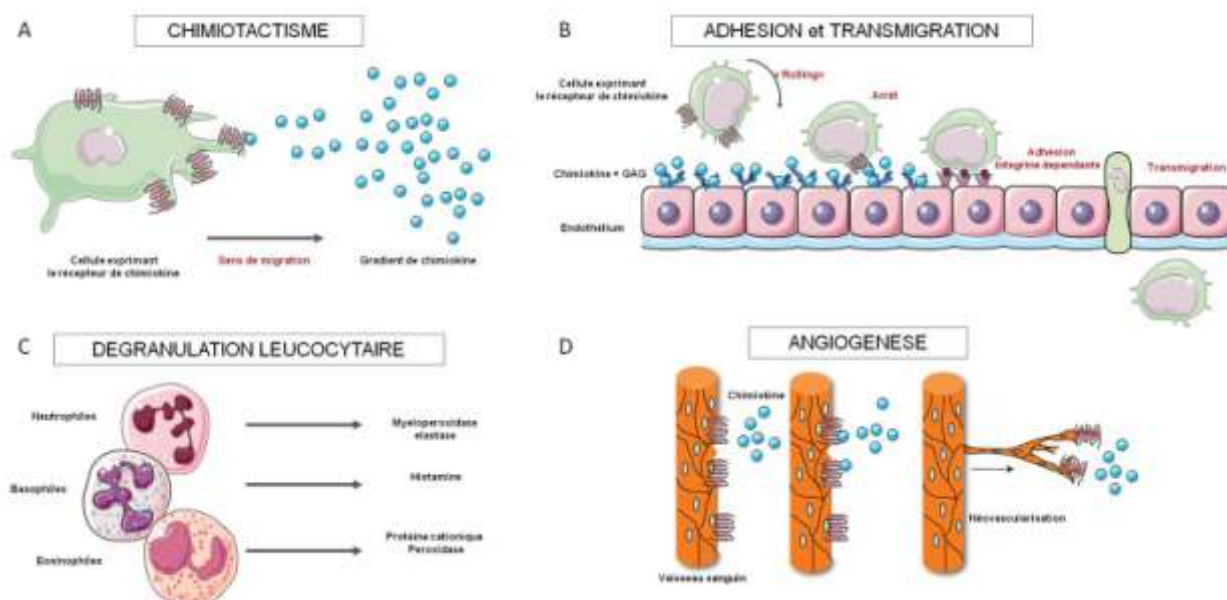 A
CHIMIOTACTISME
Cellule exprimant
le récepteur de chimiokine
Sens de migration
Gradient de chimiokine
B
ADHESION et TRANSMIGRATION
Cellule exprimant
le récepteur de chimiokine
« Rolling»
Arrêt
Adhésion
intégrine dépendante
Transmigration
Chimiokine + GAG
Endothélium
C
DEGRANULATION LEUCOCYTAIRE
Neutrophiles
Myeloperoxidase
elastase
Basophiles
Histamine
Eosinophiles
Protéine cationique
Peroxidase
D
ANGIOGENESE
Chimiokine
Néovascularisation
Vaisseau sanguin